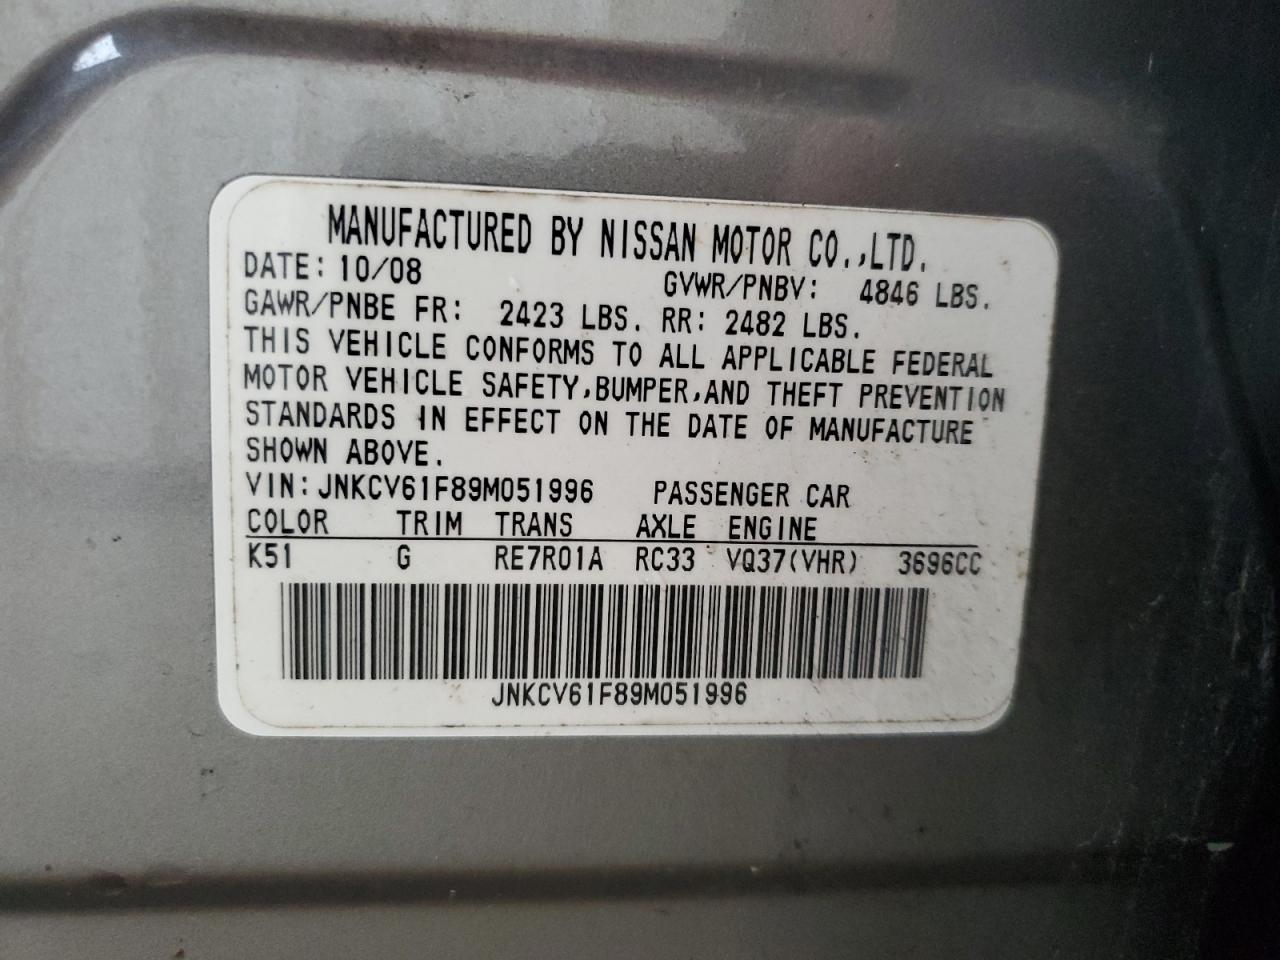 MANUFACTURED BY NISSAN MOTOR CO.,LTD.
DATE: 10/08 GVWR/PNBV: 4846 LBS.
GAWR/PNBE FR: 2423 LBS. RR: 2482 LBS.
THIS VEHICLE CONFORMS TO ALL APPLICABLE FEDERAL
MOTOR VEHICLE SAFETY,BUMPER,AND THEFT PREVENTION
STANDARDS IN EFFECT ON THE DATE OF MANUFACTURE
SHOWN ABOVE.
VIN: JNKCV61F89M051996 PASSENGER CAR
COLOR TRIM TRANS AXLE ENGINE
K51 G RE7R01A RC33 VQ37(VHR) 3696CC
JNKCV61F89M051996